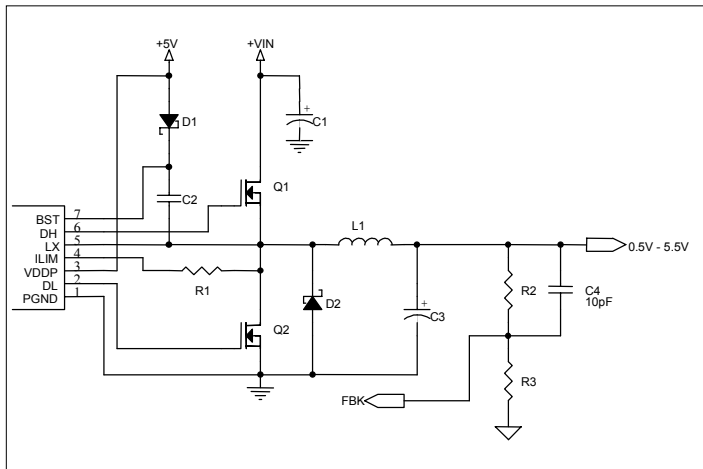 +5V
+VIN
D1
+
C1
C2
Q1
BST 7
DH 6
LX 5
ILIM 4
VDDP 3
DL 2
PGND 1
R1
L1
0.5V - 5.5V
D2
+
C3
R2
C4
10pF
Q2
R3
FBK